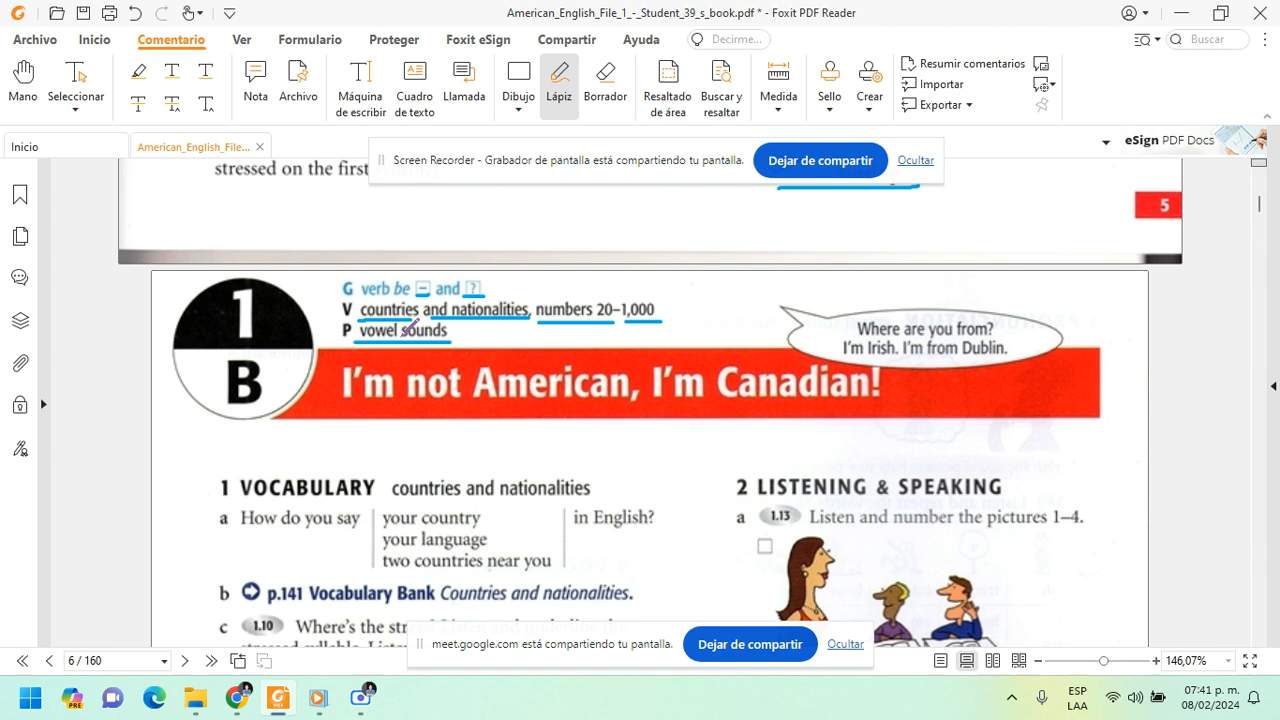 American_English_File_1_-_Student_39_s_book.pdf * - Foxit PDF Reader
Archivo Inicio Comentario Ver Formulario Proteger Foxit eSign Compartir Ayuda Decirme... Buscar
Mano Seleccionar Nota Archivo Máquina de escribir Cuadro de texto Llamada Dibujo Lápiz Borrador Resaltado de área Buscar y resaltar Medida Sello Crear
Resumir comentarios
Importar
Exportar
Inicio American_English_F... eSign PDF Docs
Screen Recorder - Grabador de pantalla está compartiendo tu pantalla. Dejar de compartir Ocultar
stressed on the first
5
1
B
G verb be − and ?
V countries and nationalities, numbers 20–1,000
P vowel sounds
Where are you from?
I'm Irish. I'm from Dublin.
I'm not American, I'm Canadian!
1 VOCABULARY countries and nationalities
a How do you say your country in English?
your language
two countries near you
b p.141 Vocabulary Bank Countries and nationalities.
c 1.10 Where's the
2 LISTENING & SPEAKING
a 1.13 Listen and number the pictures 1–4.
meet.google.com está compartiendo tu pantalla. Dejar de compartir Ocultar
6 / 160 146,07%
PRE
ESP
LAA
07:41 p. m.
08/02/2024